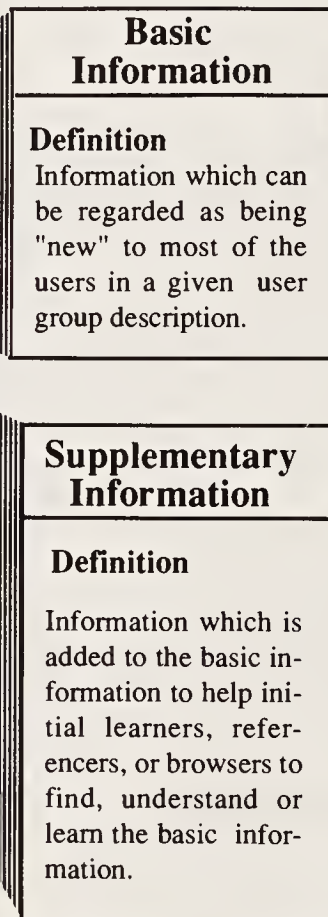 Basic
Information
Definition
Information which can
be regarded as being
"new" to most of the
users in a given user
group description.
Supplementary
Information
Definition
Information which is
added to the basic in-
formation to help ini-
tial learners, refer-
encers, or browsers to
find, understand or
learn the basic infor-
mation.